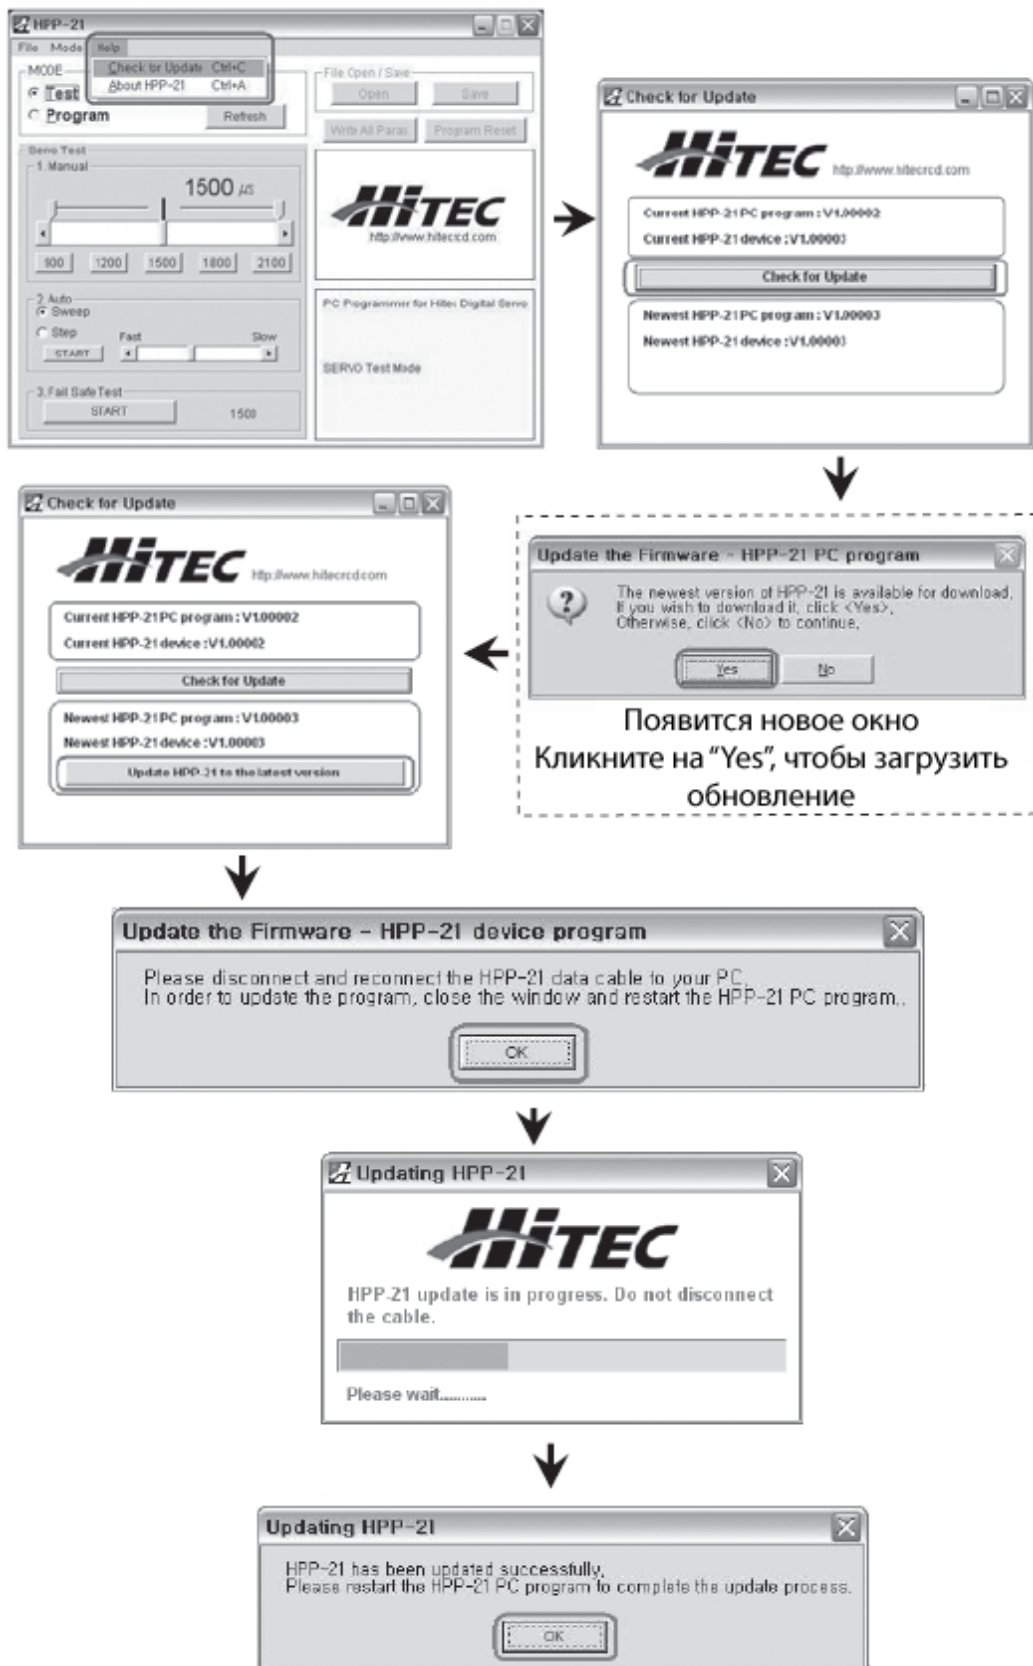 HPP-21
File Mode Help
Check for Update Ctrl+C
About HPP-21 Ctrl+A
MODE
Test
Program
Refresh
File Open / Save
Open Save
Write All Paras Program Reset
Servo Test
1. Manual
1500 µs
900 1200 1500 1800 2100
2. Auto
Sweep
Step
Fast Slow
START
3. Fail Safe Test
START 1500
HiTEC
http://www.hitecrcd.com
PC Programmer for Hitec Digital Servo
SERVO Test Mode
Check for Update
HiTEC http://www.hitecrcd.com
Current HPP-21 PC program : V1.00002
Current HPP-21 device : V1.00003
Check for Update
Newest HPP-21 PC program : V1.00003
Newest HPP-21 device : V1.00003
Update the Firmware - HPP-21 PC program
The newest version of HPP-21 is available for download,
If you wish to download it, click <Yes>,
Otherwise, click <No> to continue,
Yes No
Появится новое окно
Кликните на “Yes”, чтобы загрузить
обновление
Check for Update
HiTEC http://www.hitecrcd.com
Current HPP-21 PC program : V1.00002
Current HPP-21 device : V1.00002
Check for Update
Newest HPP-21 PC program : V1.00003
Newest HPP-21 device : V1.00003
Update HPP-21 to the latest version
Update the Firmware - HPP-21 device program
Please disconnect and reconnect the HPP-21 data cable to your PC,
In order to update the program, close the window and restart the HPP-21 PC program..
OK
Updating HPP-21
HiTEC
HPP-21 update is in progress. Do not disconnect
the cable.
Please wait............
Updating HPP-21
HPP-21 has been updated successfully,
Please restart the HPP-21 PC program to complete the update process.
OK